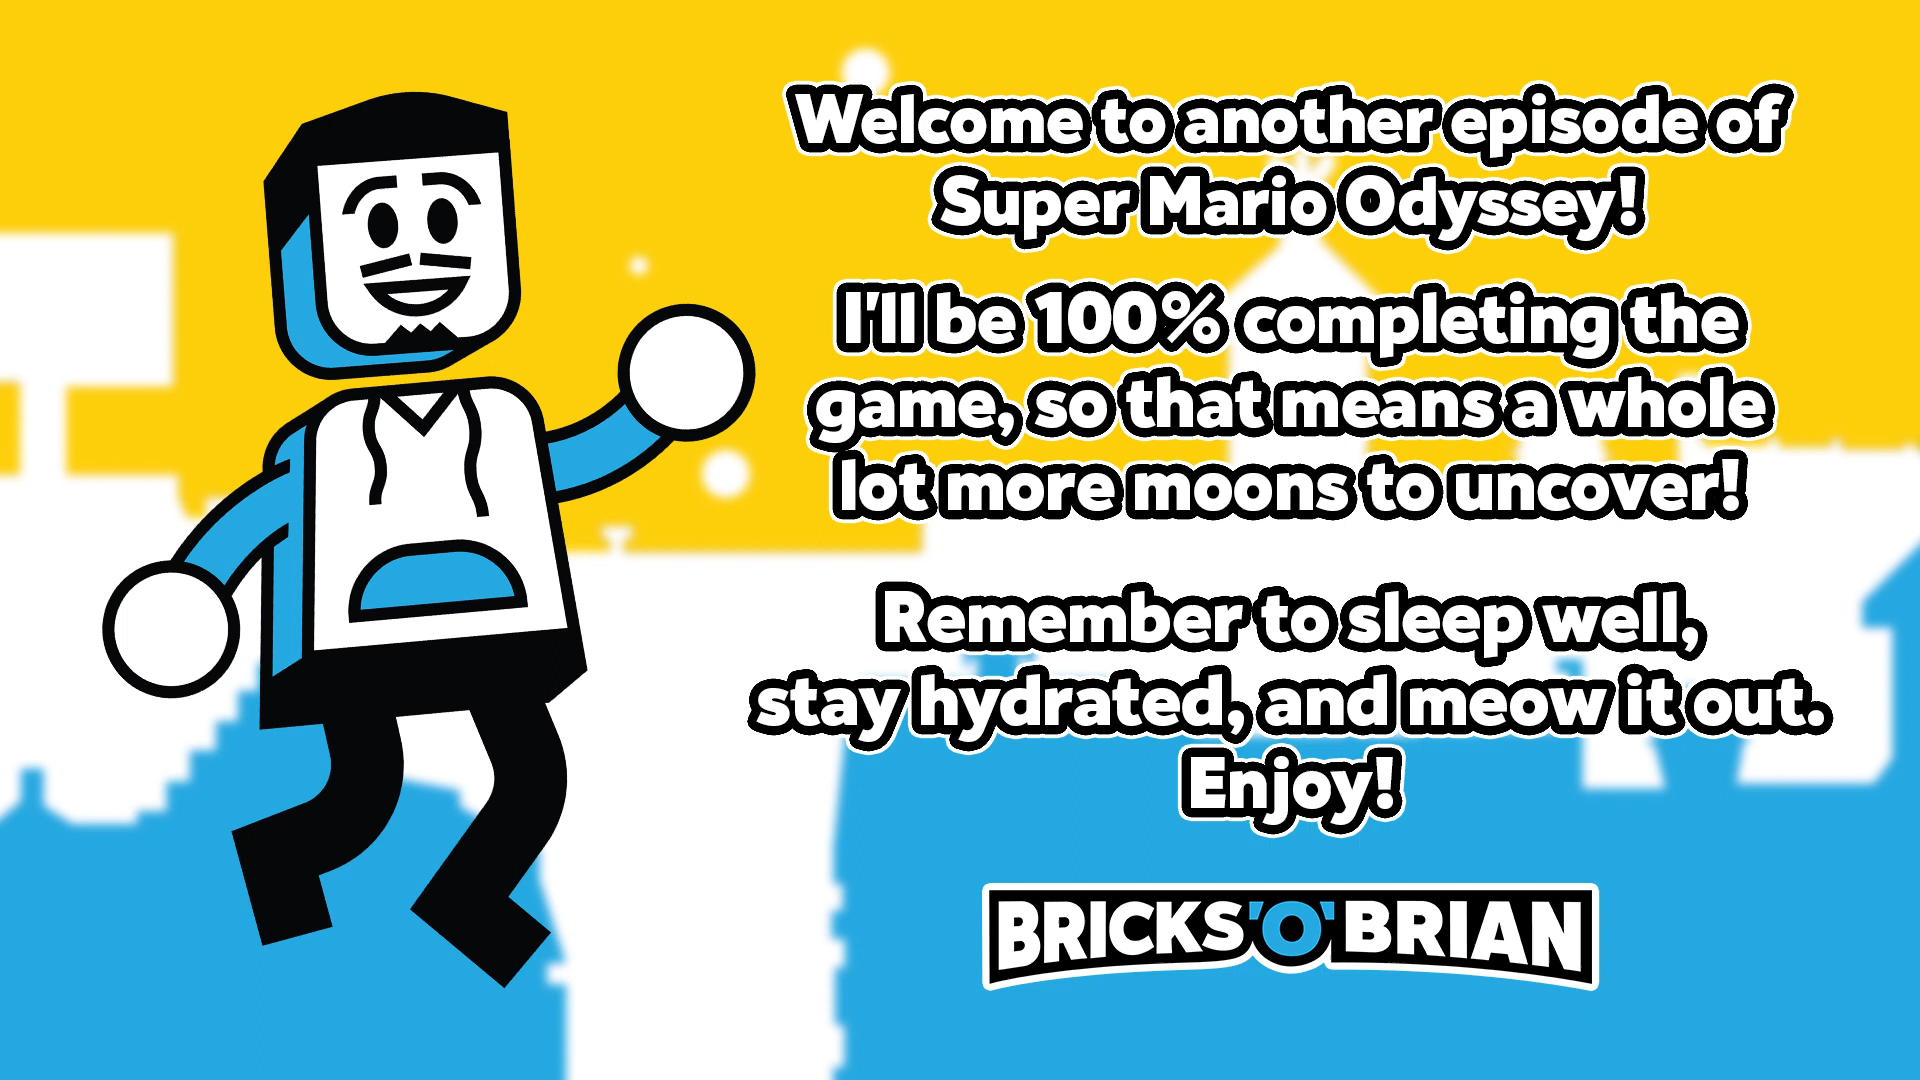 Welcome to another episode of
Super Mario Odyssey!
I'll be 100% completing the
game, so that means a whole
lot more moons to uncover!
Remember to sleep well,
stay hydrated, and meow it out.
Enjoy!
BRICKS'O'BRIAN